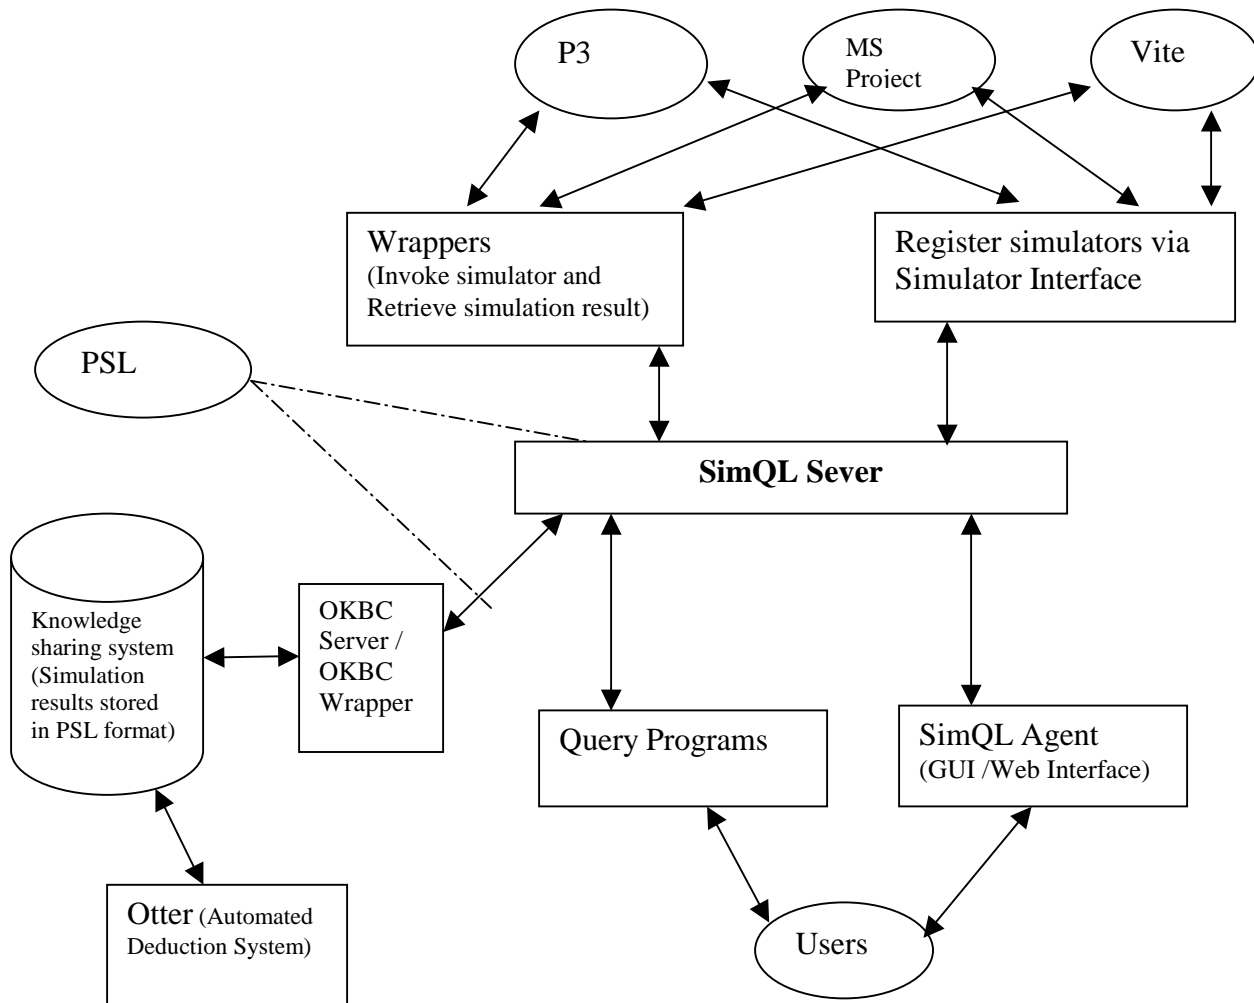 P3
MS
Project
Vite
Wrappers
(Invoke simulator and
Retrieve simulation result)
Register simulators via
Simulator Interface
PSL
SimQL Sever
Knowledge
sharing system
(Simulation
results stored
in PSL format)
OKBC
Server /
OKBC
Wrapper
Query Programs
SimQL Agent
(GUI /Web Interface)
Otter (Automated
Deduction System)
Users